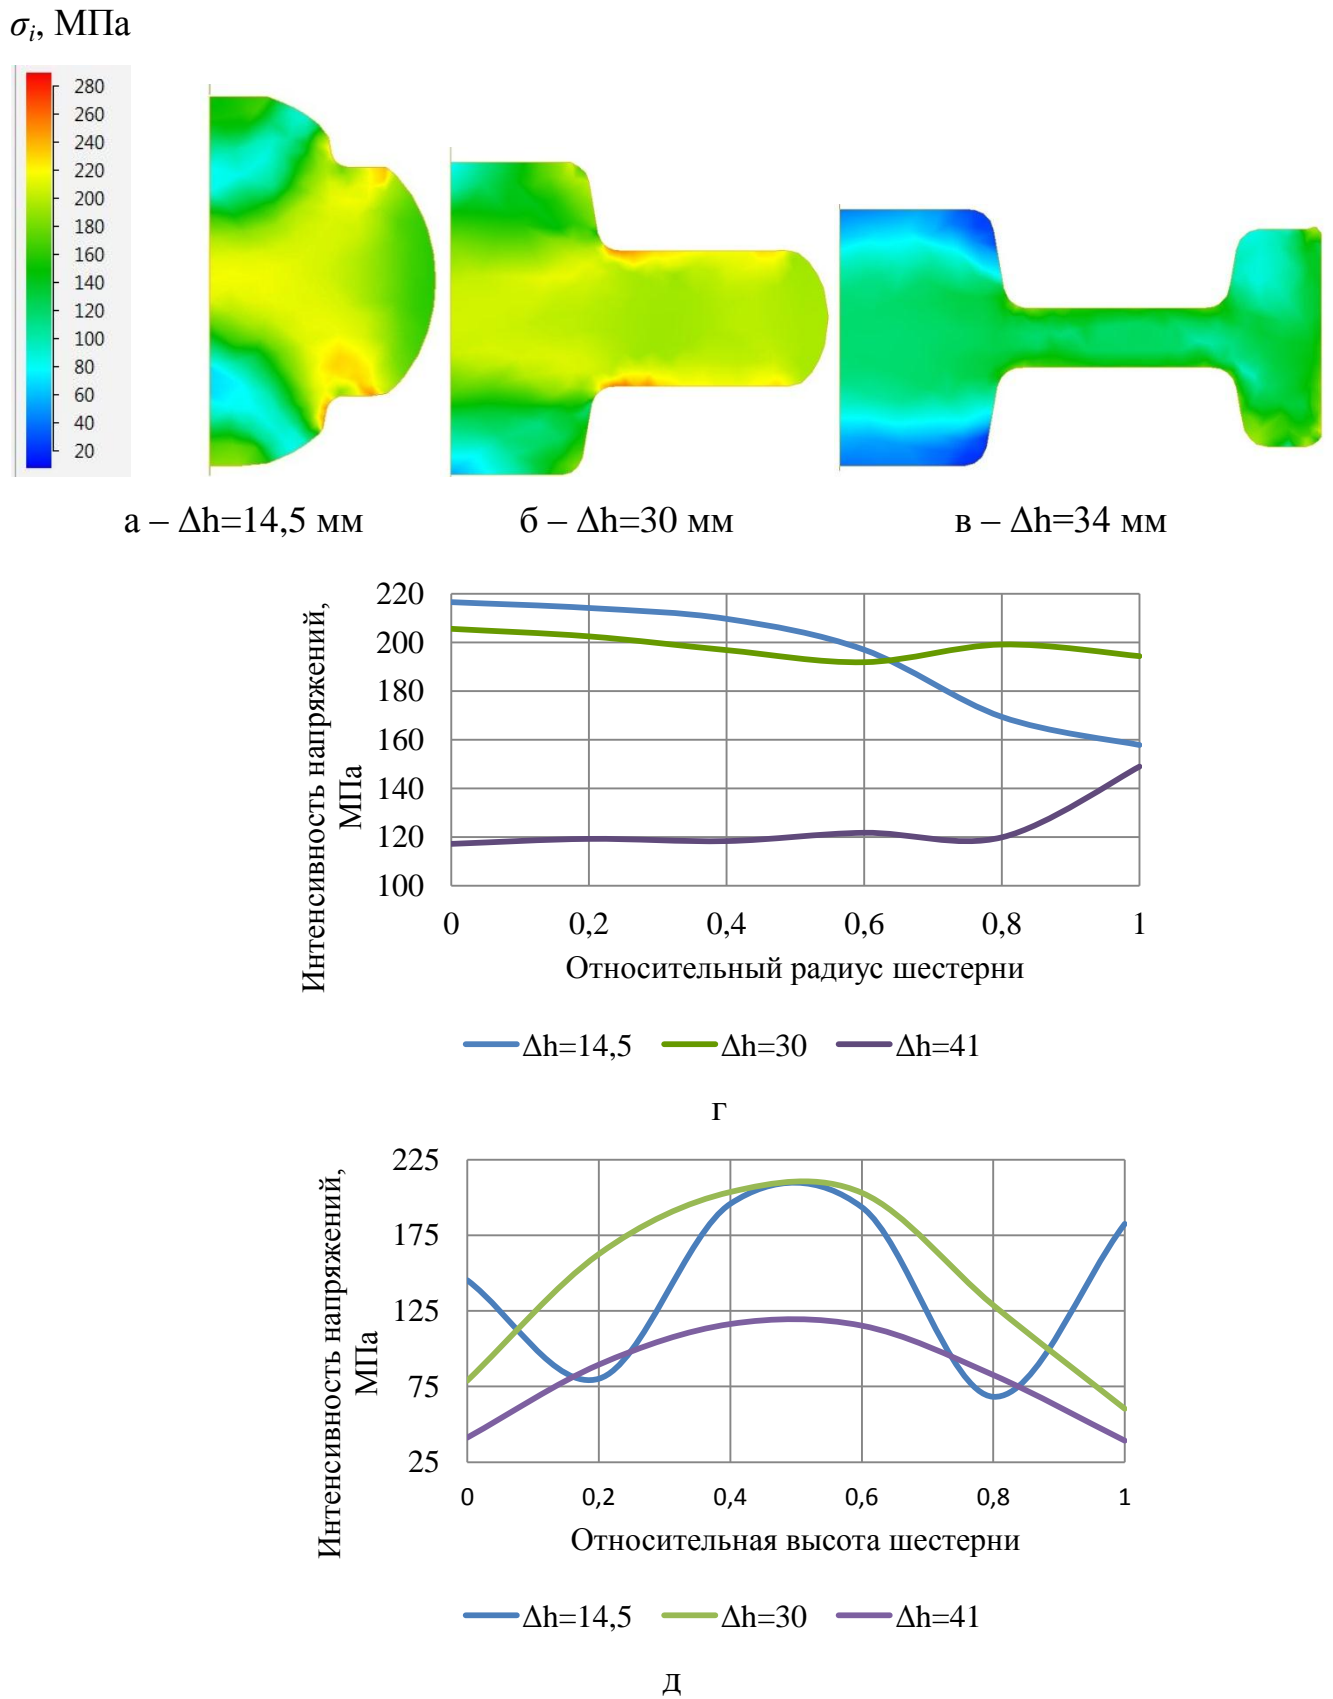 σi, МПа
280
260
240
220
200
180
160
140
120
100
80
60
40
20
а – Δh=14,5 мм
б – Δh=30 мм
в – Δh=34 мм
Интенсивность напряжений,
МПа
220
200
180
160
140
120
100
0 0,2 0,4 0,6 0,8 1
Относительный радиус шестерни
Δh=14,5 Δh=30 Δh=41
г
Интенсивность напряжений,
МПа
225
175
125
75
25
0 0,2 0,4 0,6 0,8 1
Относительная высота шестерни
Δh=14,5 Δh=30 Δh=41
д